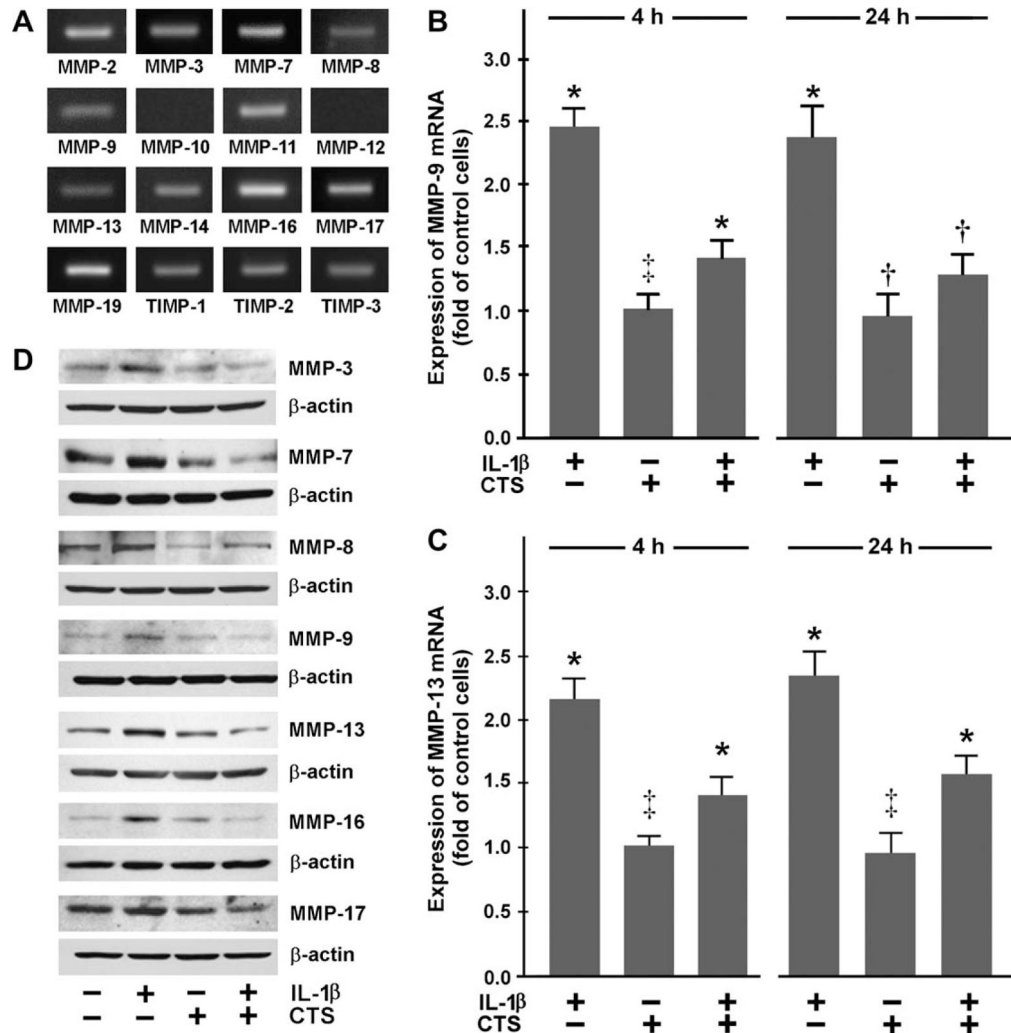 A
MMP-2 MMP-3 MMP-7 MMP-8
MMP-9 MMP-10 MMP-11 MMP-12
MMP-13 MMP-14 MMP-16 MMP-17
MMP-19 TIMP-1 TIMP-2 TIMP-3
B
4 h 24 h
Expression of MMP-9 mRNA
(fold of control cells)
3.0
2.5
2.0
1.5
1.0
0.5
0.0
* ‡ * * † †
IL-1β + − + + − +
CTS − + + − + +
C
4 h 24 h
Expression of MMP-13 mRNA
(fold of control cells)
3.0
2.5
2.0
1.5
1.0
0.5
0.0
* ‡ * * ‡ *
IL-1β + − + + − +
CTS − + + − + +
D
MMP-3
β-actin
MMP-7
β-actin
MMP-8
β-actin
MMP-9
β-actin
MMP-13
β-actin
MMP-16
β-actin
MMP-17
β-actin
− + − + IL-1β
− − + + CTS